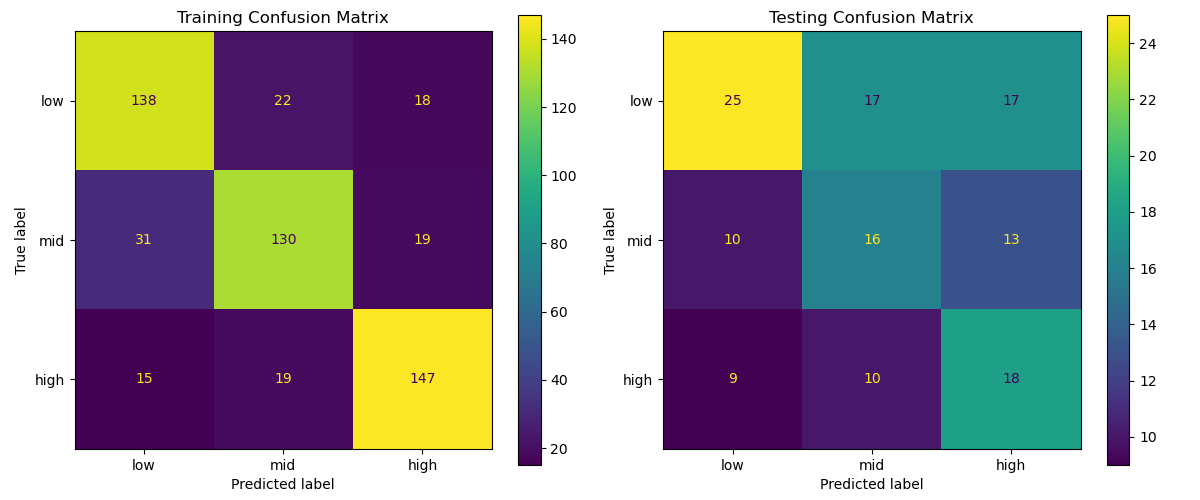 Training Confusion Matrix
True label
low
mid
high
138 22 18
31 130 19
15 19 147
low mid high
Predicted label
140
120
100
80
60
40
20
Testing Confusion Matrix
True label
low
mid
high
25 17 17
10 16 13
9 10 18
low mid high
Predicted label
24
22
20
18
16
14
12
10